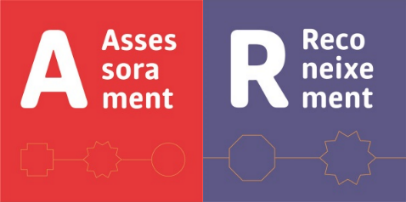 A
Asses
sora
ment
R
Reco
neixe
ment